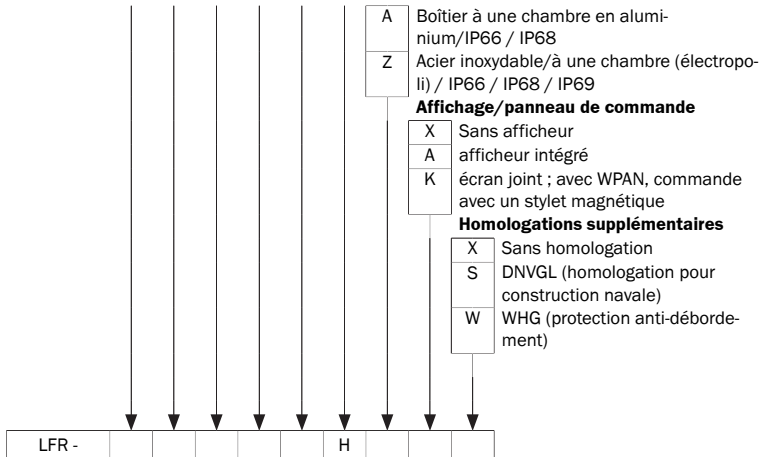 A Boîtier à une chambre en alumi-
nium/IP66 / IP68
Z Acier inoxydable/à une chambre (électropo-
li) / IP66 / IP68 / IP69
Affichage/panneau de commande
X Sans afficheur
A afficheur intégré
K écran joint ; avec WPAN, commande
avec un stylet magnétique
Homologations supplémentaires
X Sans homologation
S DNVGL (homologation pour
construction navale)
W WHG (protection anti-déborde-
ment)
LFR - H